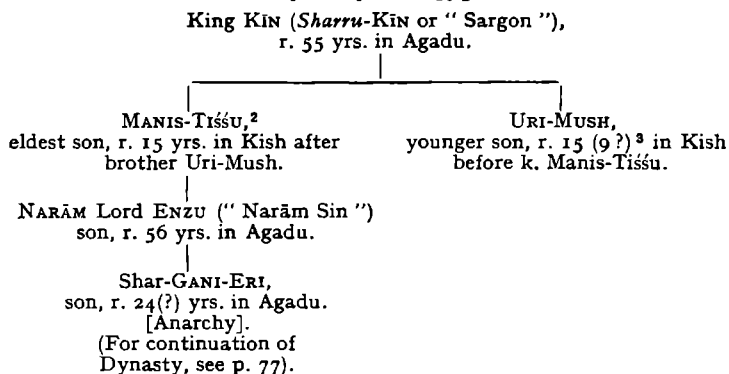 King KĪN (Sharru-KĪN or “ Sargon ”),
r. 55 yrs. in Agadu.
MANIS-TIŚŚU,²
eldest son, r. 15 yrs. in Kish after
brother Uri-Mush.
URI-MUSH,
younger son, r. 15 (9 ?)³ in Kish
before k. Manis-Tiśśu.
NARĀM Lord ENZU (“ Narām Sin ”)
son, r. 56 yrs. in Agadu.
Shar-GANI-ERI,
son, r. 24(?) yrs. in Agadu.
[Anarchy].
(For continuation of
Dynasty, see p. 77).